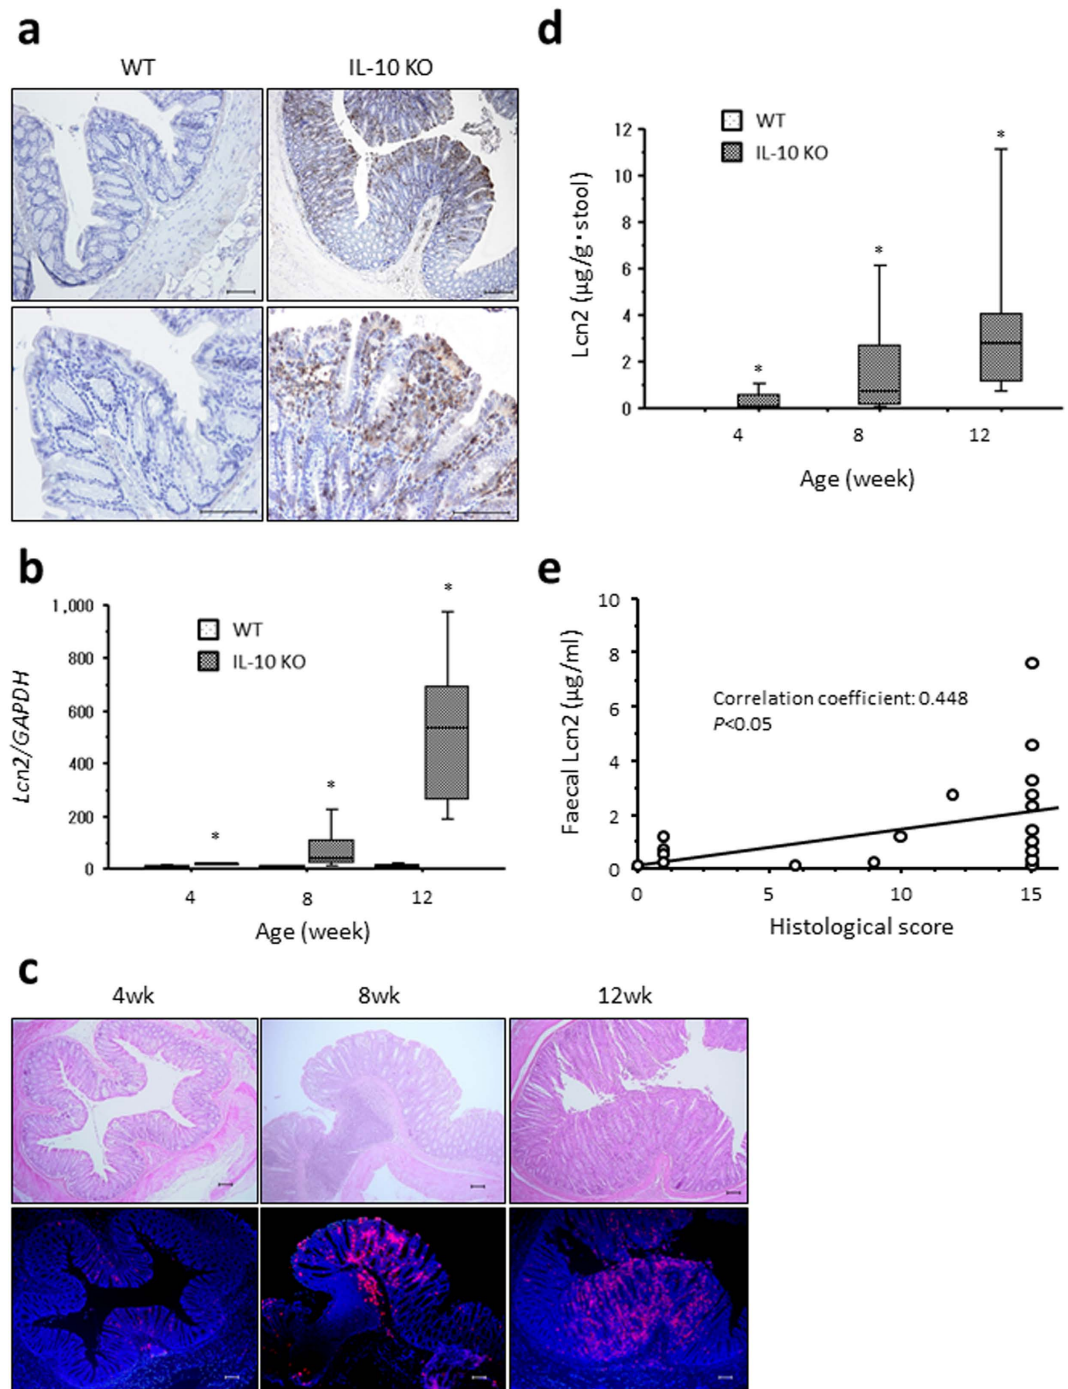 a
WT
IL-10 KO
b
1,000
800
600
400
200
0
Lcn2/GAPDH
WT
IL-10 KO
*
*
*
4
8
12
Age (week)
c
4wk
8wk
12wk
d
12
10
8
6
4
2
0
Lcn2 (μg/g・stool)
WT
IL-10 KO
*
*
*
4
8
12
Age (week)
e
10
8
6
4
2
0
Faecal Lcn2 (μg/ml)
Correlation coefficient: 0.448
P<0.05
0
5
10
15
Histological score